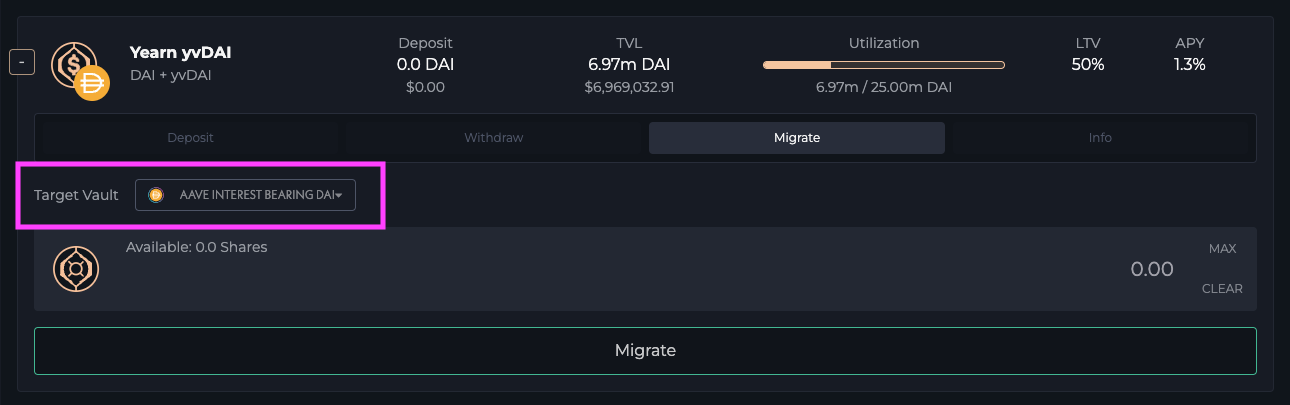 -
Yearn yvDAI
DAI + yvDAI
Deposit
0.0 DAI
$0.00
TVL
6.97m DAI
$6,969,032.91
Utilization
6.97m / 25.00m DAI
LTV
50%
APY
1.3%
Deposit Withdraw Migrate Info
Target Vault AAVE INTEREST BEARING DAI
Available: 0.0 Shares
MAX
0.00
CLEAR
Migrate